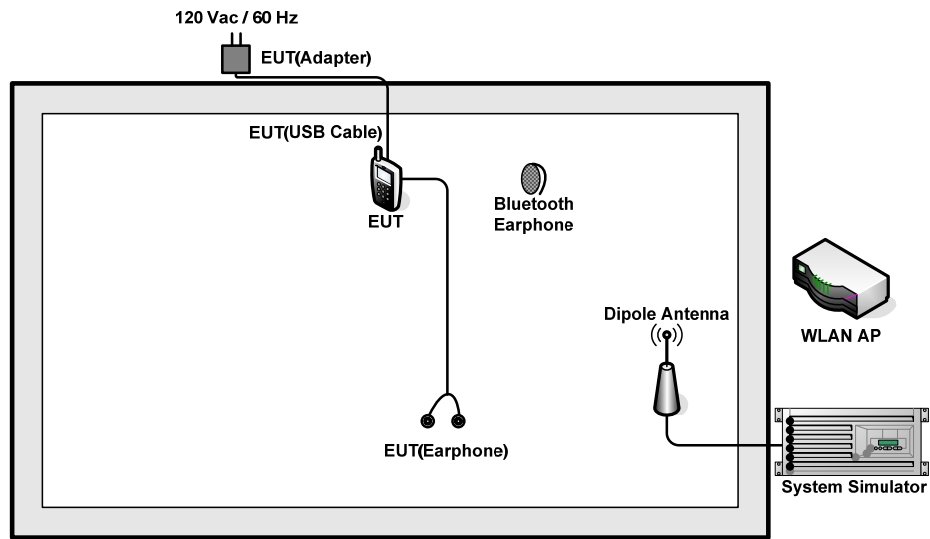 120 Vac / 60 Hz
EUT(Adapter)
EUT(USB Cable)
EUT
Bluetooth
Earphone
Dipole Antenna
WLAN AP
EUT(Earphone)
System Simulator